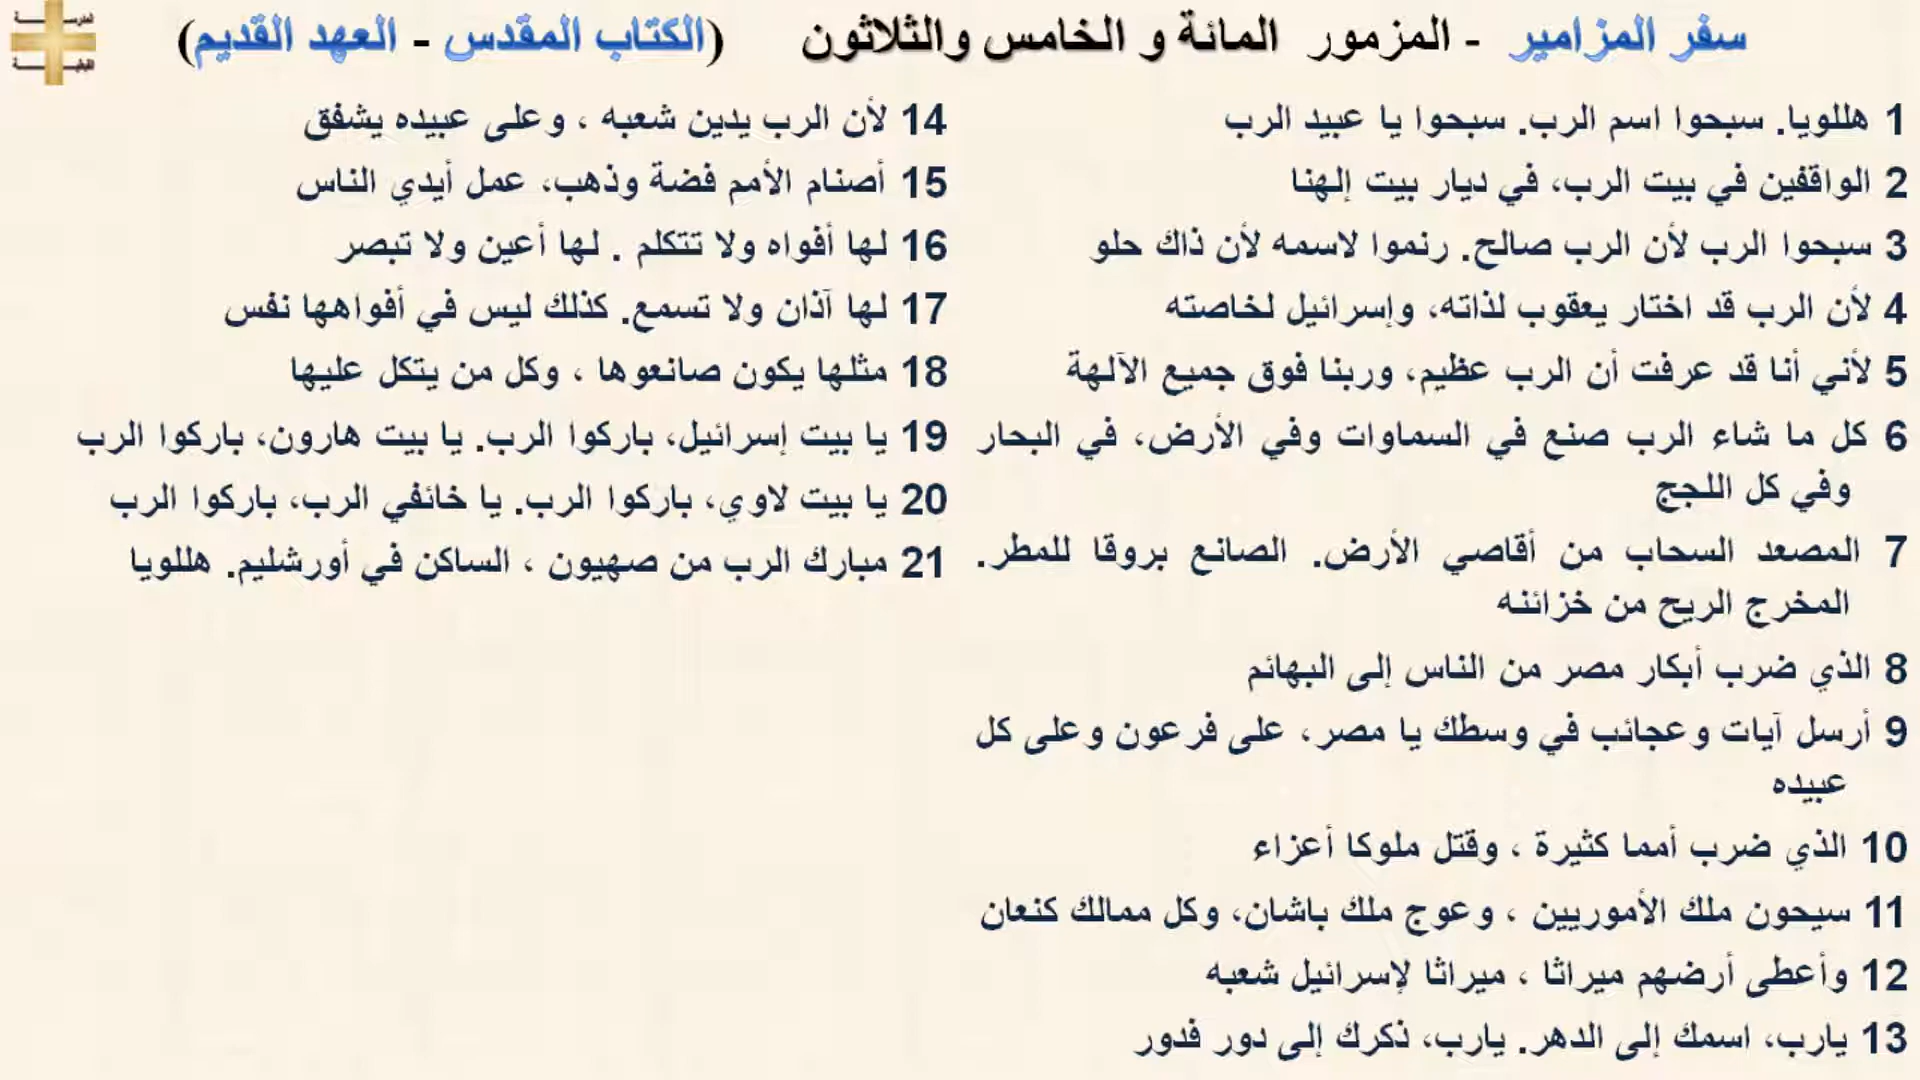 سفر المزامير - المزمور المائة و الخامس والثلاثون (الكتاب المقدس - العهد القديم)
1 هللويا. سبحوا اسم الرب. سبحوا يا عبيد الرب
2 الواقفين في بيت الرب، في ديار بيت إلهنا
3 سبحوا الرب لأن الرب صالح. رنموا لاسمه لأن ذاك حلو
4 لأن الرب قد اختار يعقوب لذاته، وإسرائيل لخاصته
5 لأني أنا قد عرفت أن الرب عظيم، وربنا فوق جميع الآلهة
6 كل ما شاء الرب صنع في السماوات وفي الأرض، في البحار
وفي كل اللجج
7 المصعد السحاب من أقاصي الأرض. الصانع بروقا للمطر.
المخرج الريح من خزائنه
8 الذي ضرب أبكار مصر من الناس إلى البهائم
9 أرسل آيات وعجائب في وسطك يا مصر، على فرعون وعلى كل
عبيده
10 الذي ضرب أمما كثيرة ، وقتل ملوكا أعزاء
11 سيحون ملك الأموريين ، وعوج ملك باشان، وكل ممالك كنعان
12 وأعطى أرضهم ميراثا ، ميراثا لإسرائيل شعبه
13 يارب، اسمك إلى الدهر. يارب، ذكرك إلى دور فدور
14 لأن الرب يدين شعبه ، وعلى عبيده يشفق
15 أصنام الأمم فضة وذهب، عمل أيدي الناس
16 لها أفواه ولا تتكلم . لها أعين ولا تبصر
17 لها آذان ولا تسمع. كذلك ليس في أفواهها نفس
18 مثلها يكون صانعوها ، وكل من يتكل عليها
19 يا بيت إسرائيل، باركوا الرب. يا بيت هارون، باركوا الرب
20 يا بيت لاوي، باركوا الرب. يا خائفي الرب، باركوا الرب
21 مبارك الرب من صهيون ، الساكن في أورشليم. هللويا